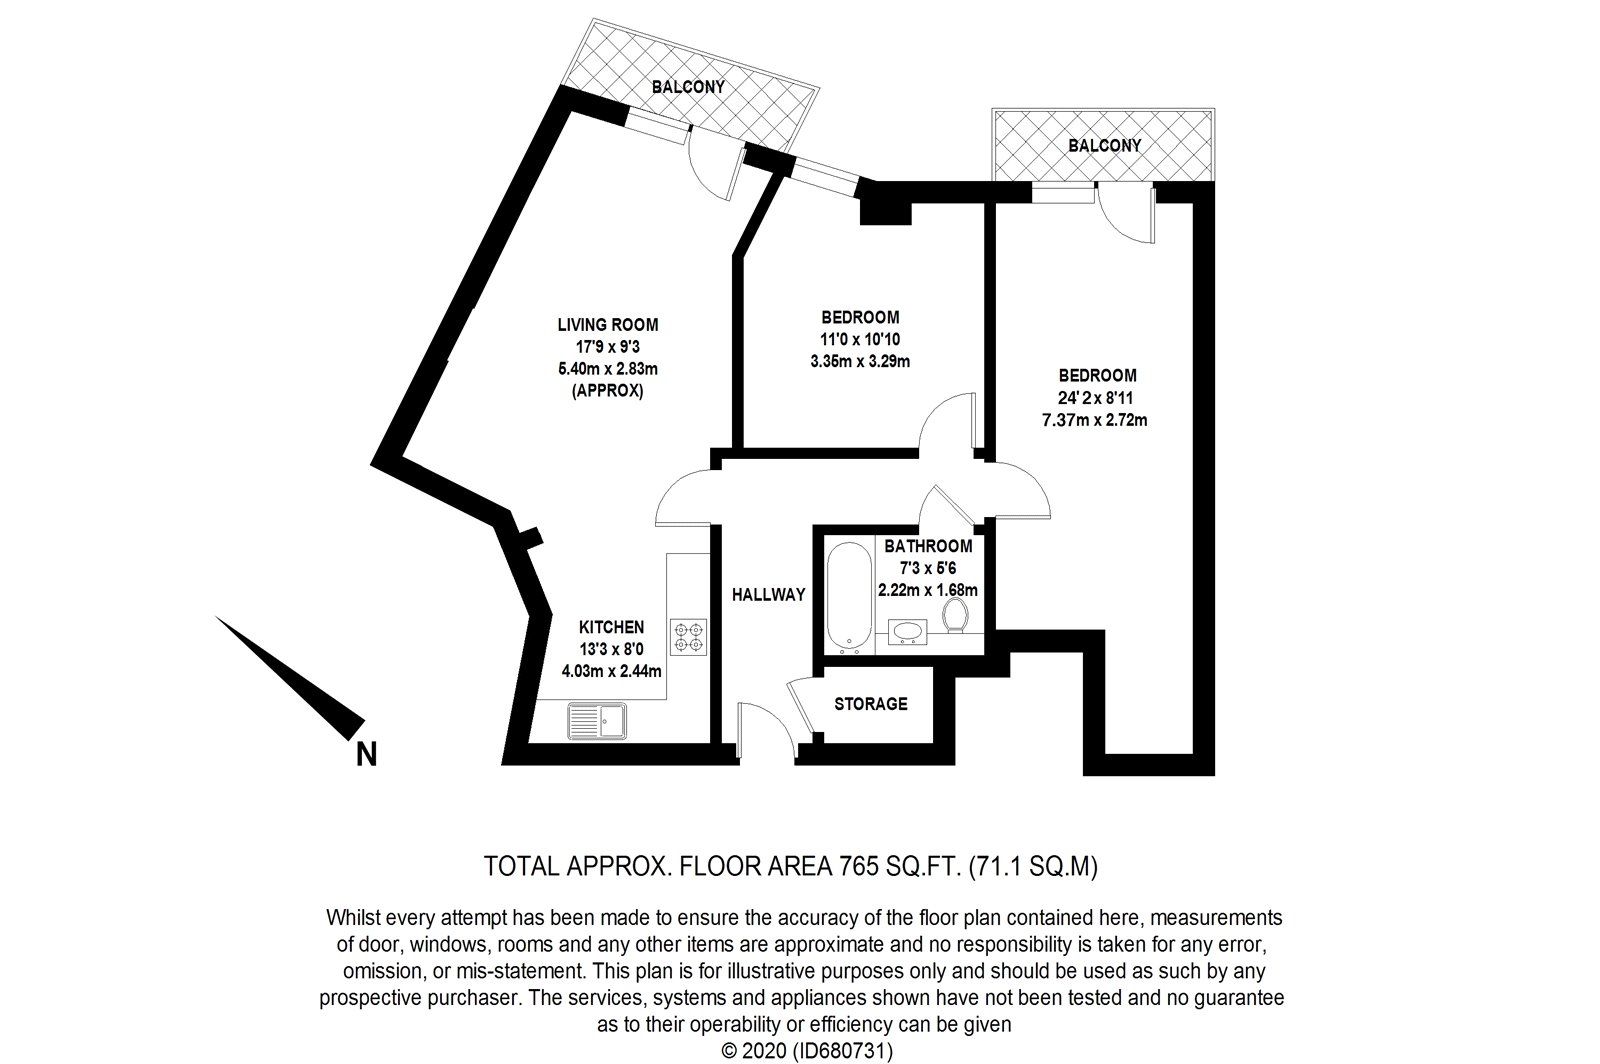 BALCONY
BALCONY
LIVING ROOM
17'9 x 9'3
5.40m x 2.83m
(APPROX)
BEDROOM
11'0 x 10'10
3.35m x 3.29m
BEDROOM
24'2 x 8'11
7.37m x 2.72m
BATHROOM
7'3 x 5'6
2.22m x 1.68m
HALLWAY
KITCHEN
13'3 x 8'0
4.03m x 2.44m
STORAGE
N
TOTAL APPROX. FLOOR AREA 765 SQ.FT. (71.1 SQ.M)
Whilst every attempt has been made to ensure the accuracy of the floor plan contained here, measurements
of door, windows, rooms and any other items are approximate and no responsibility is taken for any error,
omission, or mis-statement. This plan is for illustrative purposes only and should be used as such by any
prospective purchaser. The services, systems and appliances shown have not been tested and no guarantee
as to their operability or efficiency can be given
© 2020 (ID680731)